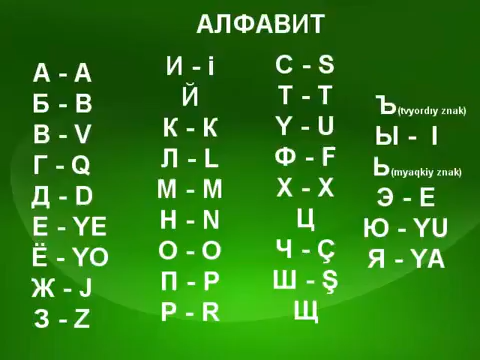 АЛФАВИТ
А - A
Б - B
В - V
Г - Q
Д - D
Е - YE
Ё - YO
Ж - J
З - Z
И - i
Й
К - К
Л - L
М - M
Н - N
О - O
П - P
Р - R
С - S
Т - T
У - U
Ф - F
Х - X
Ц
Ч - Ç
Ш - Ş
Щ
Ъ(tvyordıy znak)
Ы - I
Ь(myaqkiy znak)
Э - E
Ю - YU
Я - YA